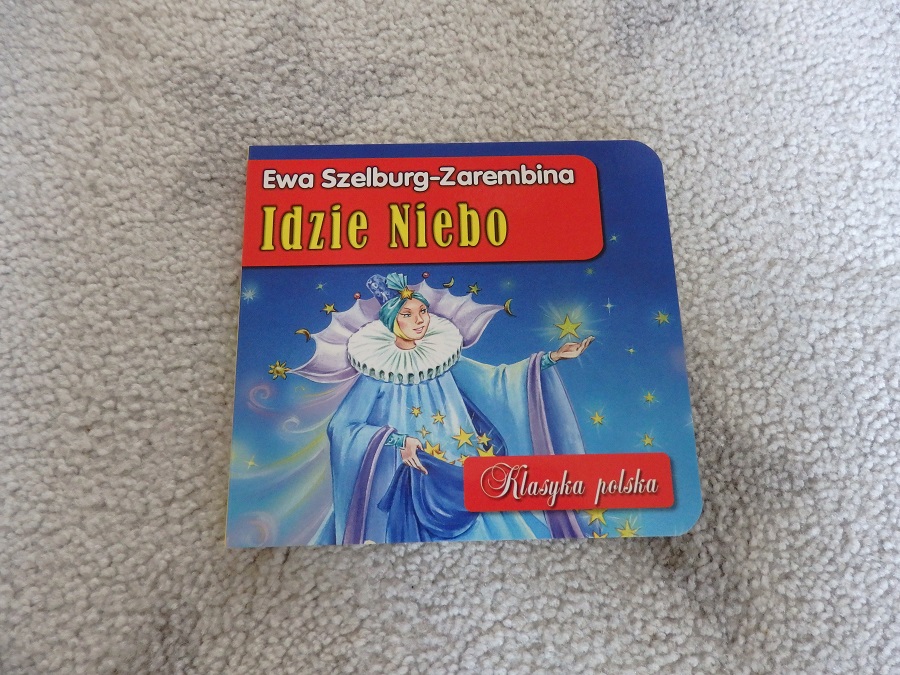 Ewa Szelburg-Zarembina
Idzie Niebo
Klasyka polska